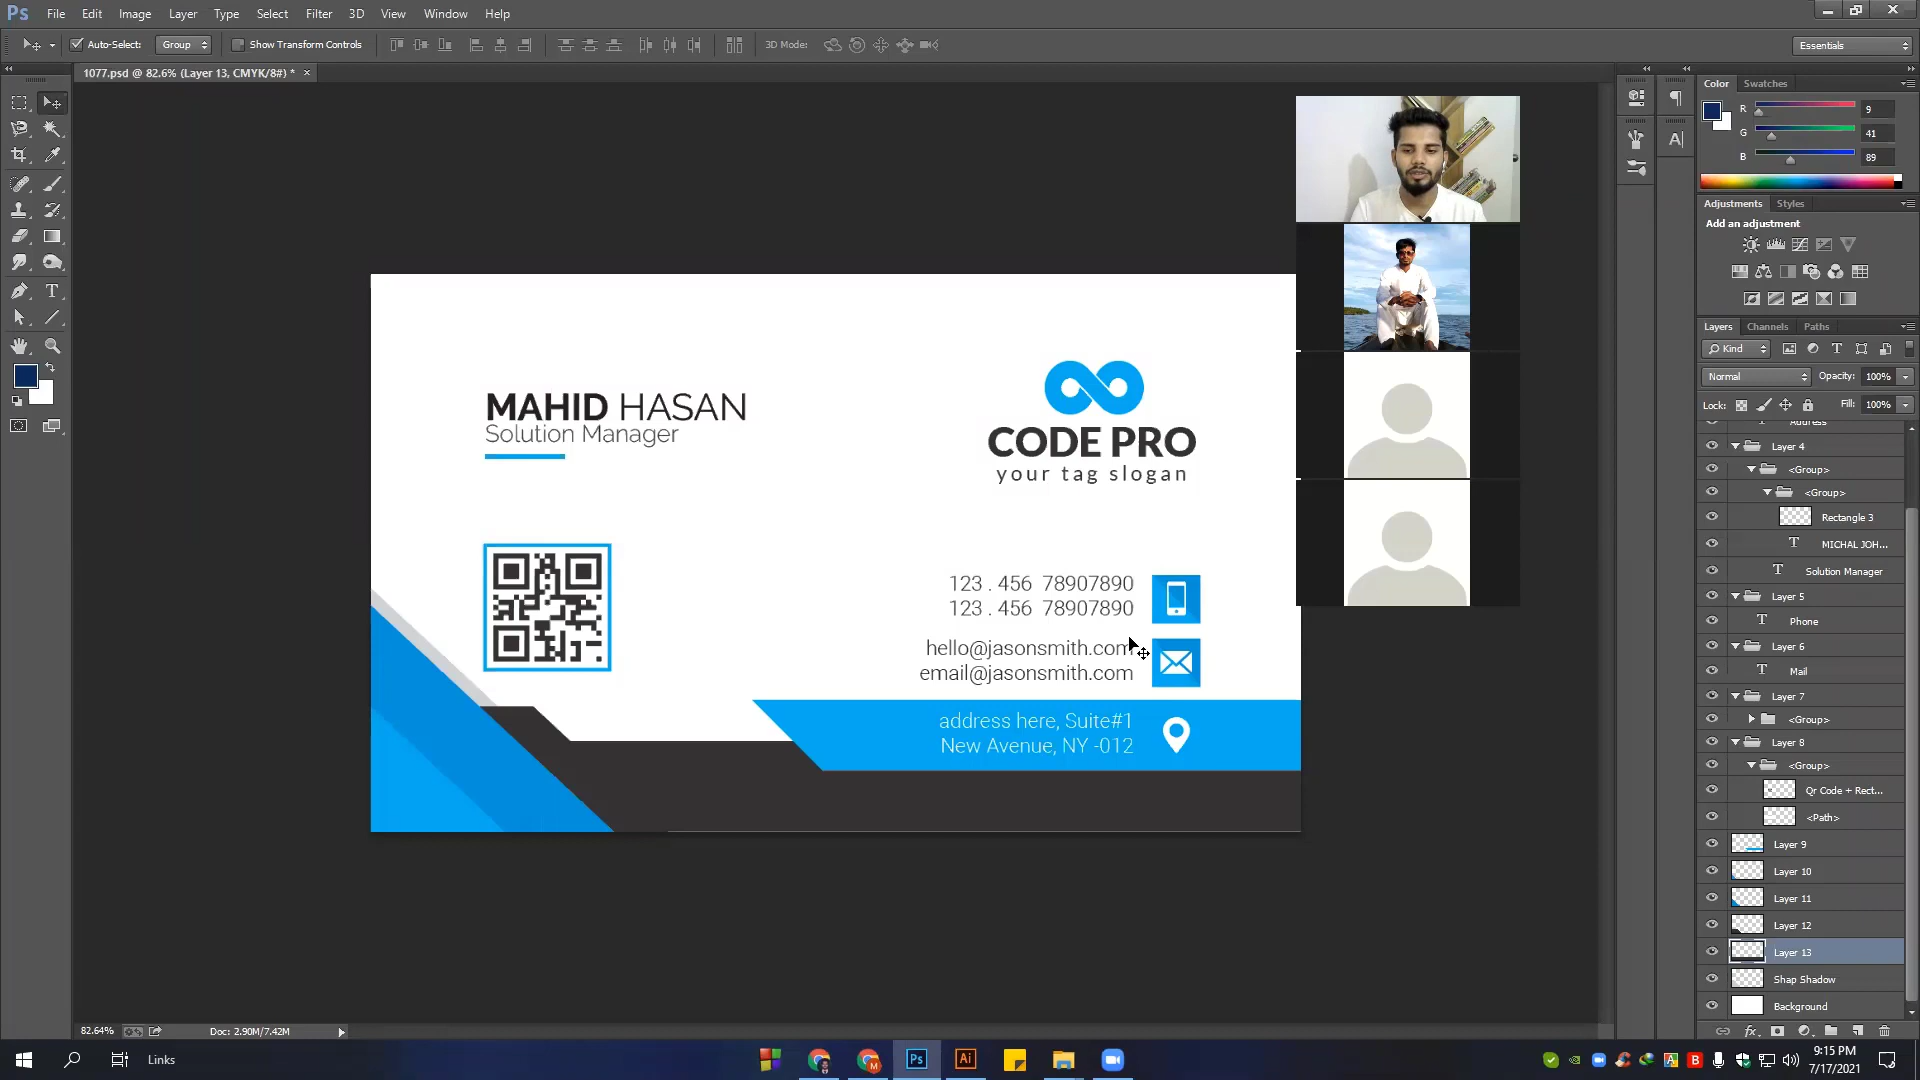 Ps File Edit Image Layer Type Select Filter 3D View Window Help
Auto-Select: Group Show Transform Controls 3D Mode: Essentials
1077.psd @ 82.6% (Layer 13, CMYK/8#) * ×
Color Swatches
R 9
G 41
B 89
Adjustments Styles
Add an adjustment
Layers Channels Paths
Kind
Normal Opacity: 100%
Lock: Fill: 100%
Address
Layer 4
<Group>
<Group>
Rectangle 3
MICHAL JOH...
Solution Manager
Layer 5
Phone
Layer 6
Mail
Layer 7
<Group>
Layer 8
<Group>
Qr Code + Rect...
<Path>
Layer 9
Layer 10
Layer 11
Layer 12
Layer 13
Shap Shadow
Background
MAHID HASAN
Solution Manager
CODE PRO
your tag slogan
123 . 456 78907890
123 . 456 78907890
hello@jasonsmith.com
email@jasonsmith.com
address here, Suite#1
New Avenue, NY -012
82.64% Doc: 2.90M/7.42M
Links
9:15 PM
7/17/2021